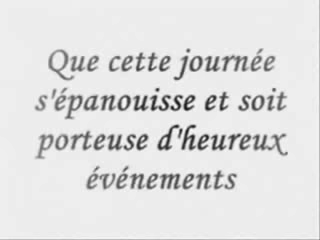 Que cette journée
s'épanouisse et soit
porteuse d'heureux
événements